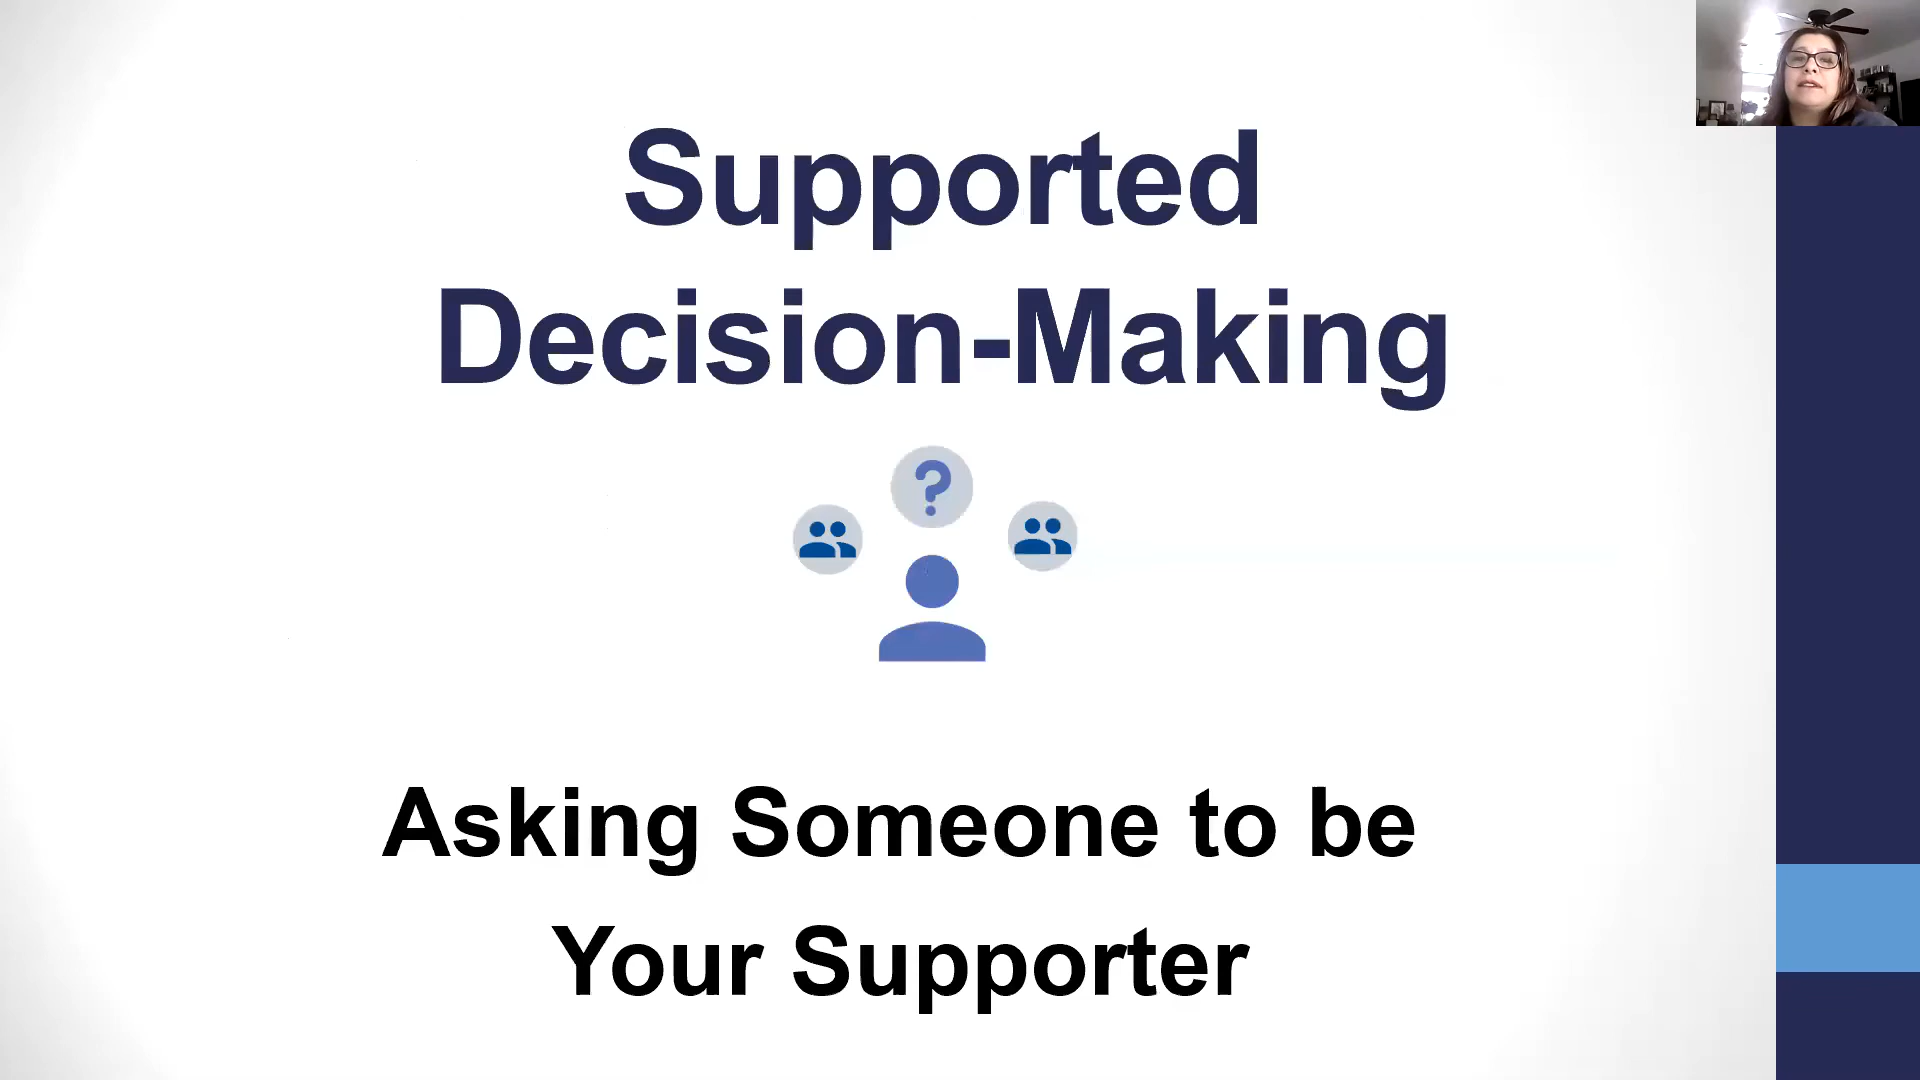 Supported
Decision-Making
?
Asking Someone to be
Your Supporter